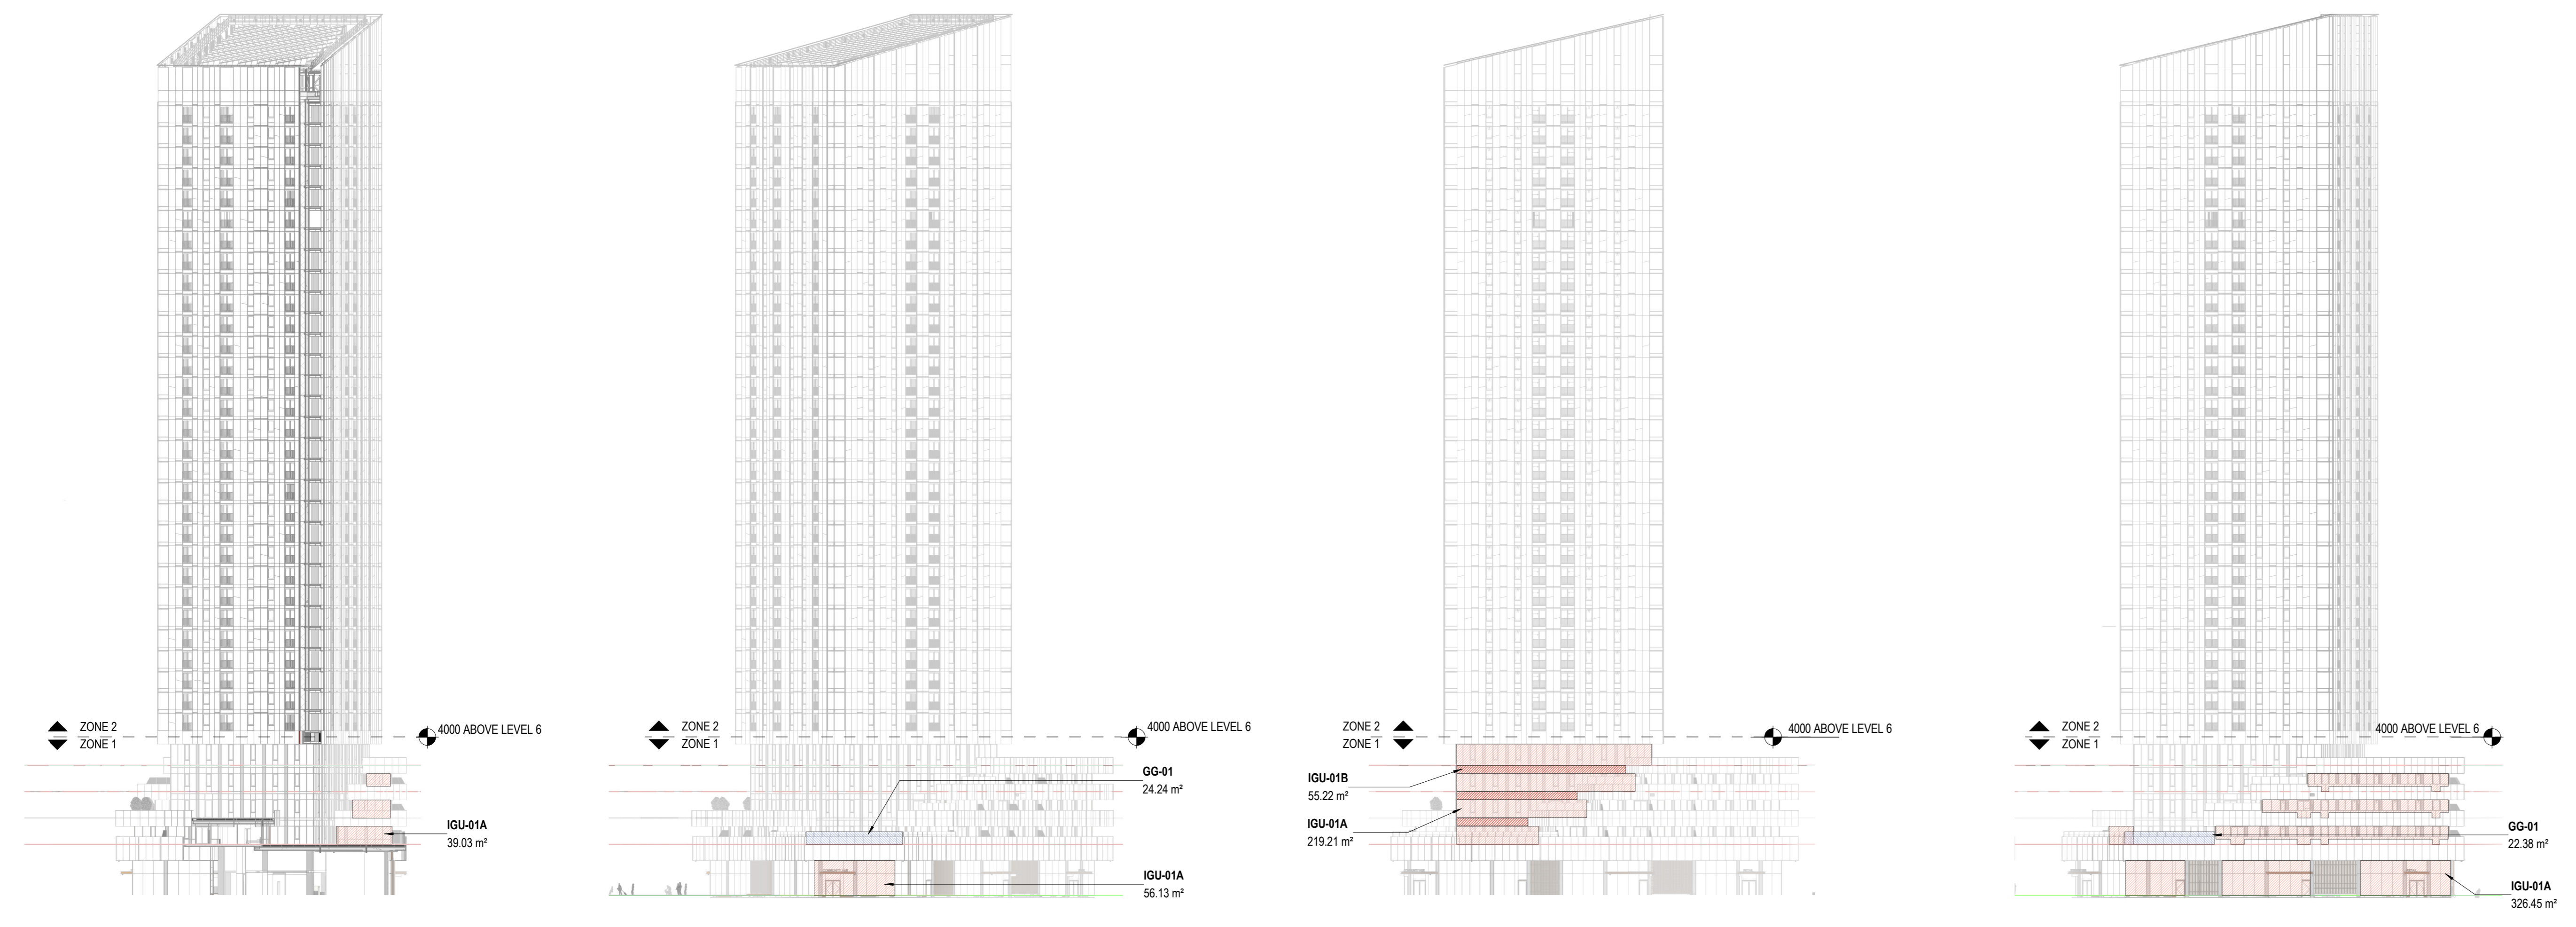 ZONE 2
ZONE 1
4000 ABOVE LEVEL 6
IGU-01A
39.03 m²
ZONE 2
ZONE 1
4000 ABOVE LEVEL 6
GG-01
24.24 m²
IGU-01A
56.13 m²
ZONE 2
ZONE 1
4000 ABOVE LEVEL 6
IGU-01B
55.22 m²
IGU-01A
219.21 m²
ZONE 2
ZONE 1
4000 ABOVE LEVEL 6
GG-01
22.38 m²
IGU-01A
326.45 m²